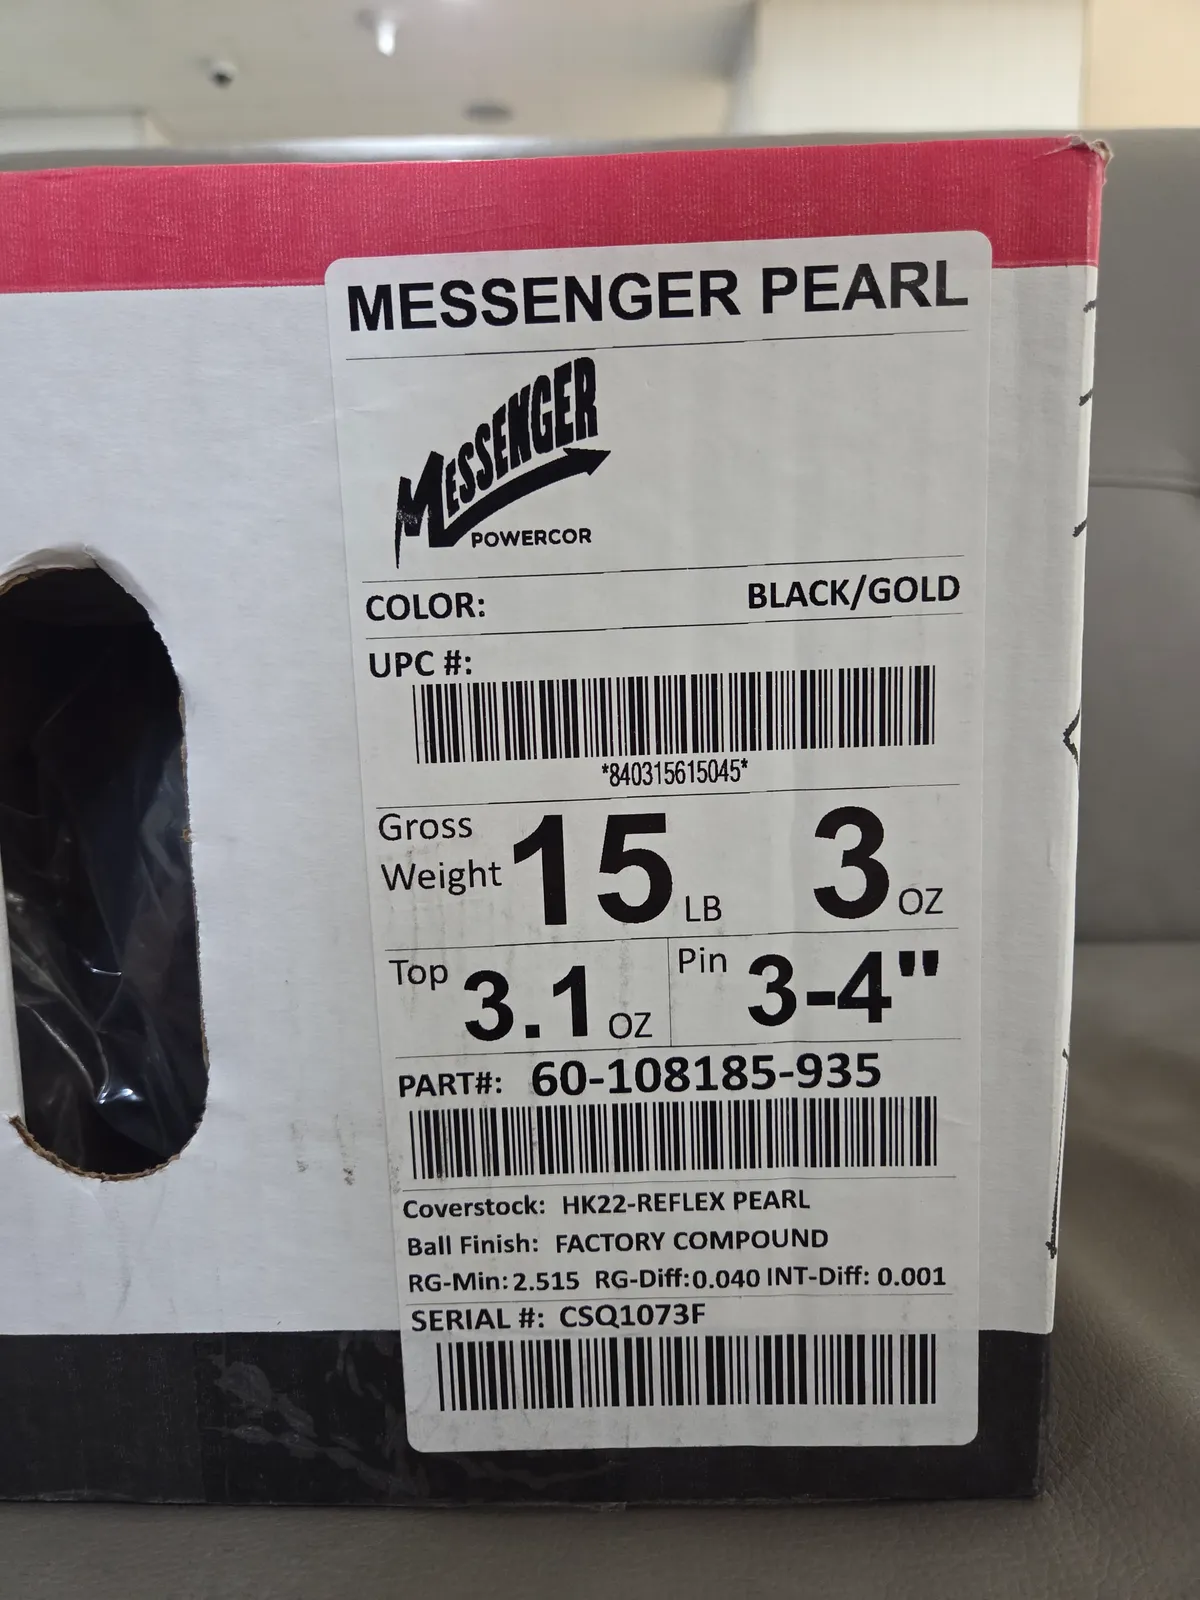 MESSENGER PEARL
MESSENGER
POWERCOR
COLOR: BLACK/GOLD
UPC #:
*840315615045*
Gross Weight 15 LB 3 OZ
Top 3.1 OZ Pin 3-4"
PART#: 60-108185-935
Coverstock: HK22-REFLEX PEARL
Ball Finish: FACTORY COMPOUND
RG-Min: 2.515 RG-Diff: 0.040 INT-Diff: 0.001
SERIAL #: CSQ1073F